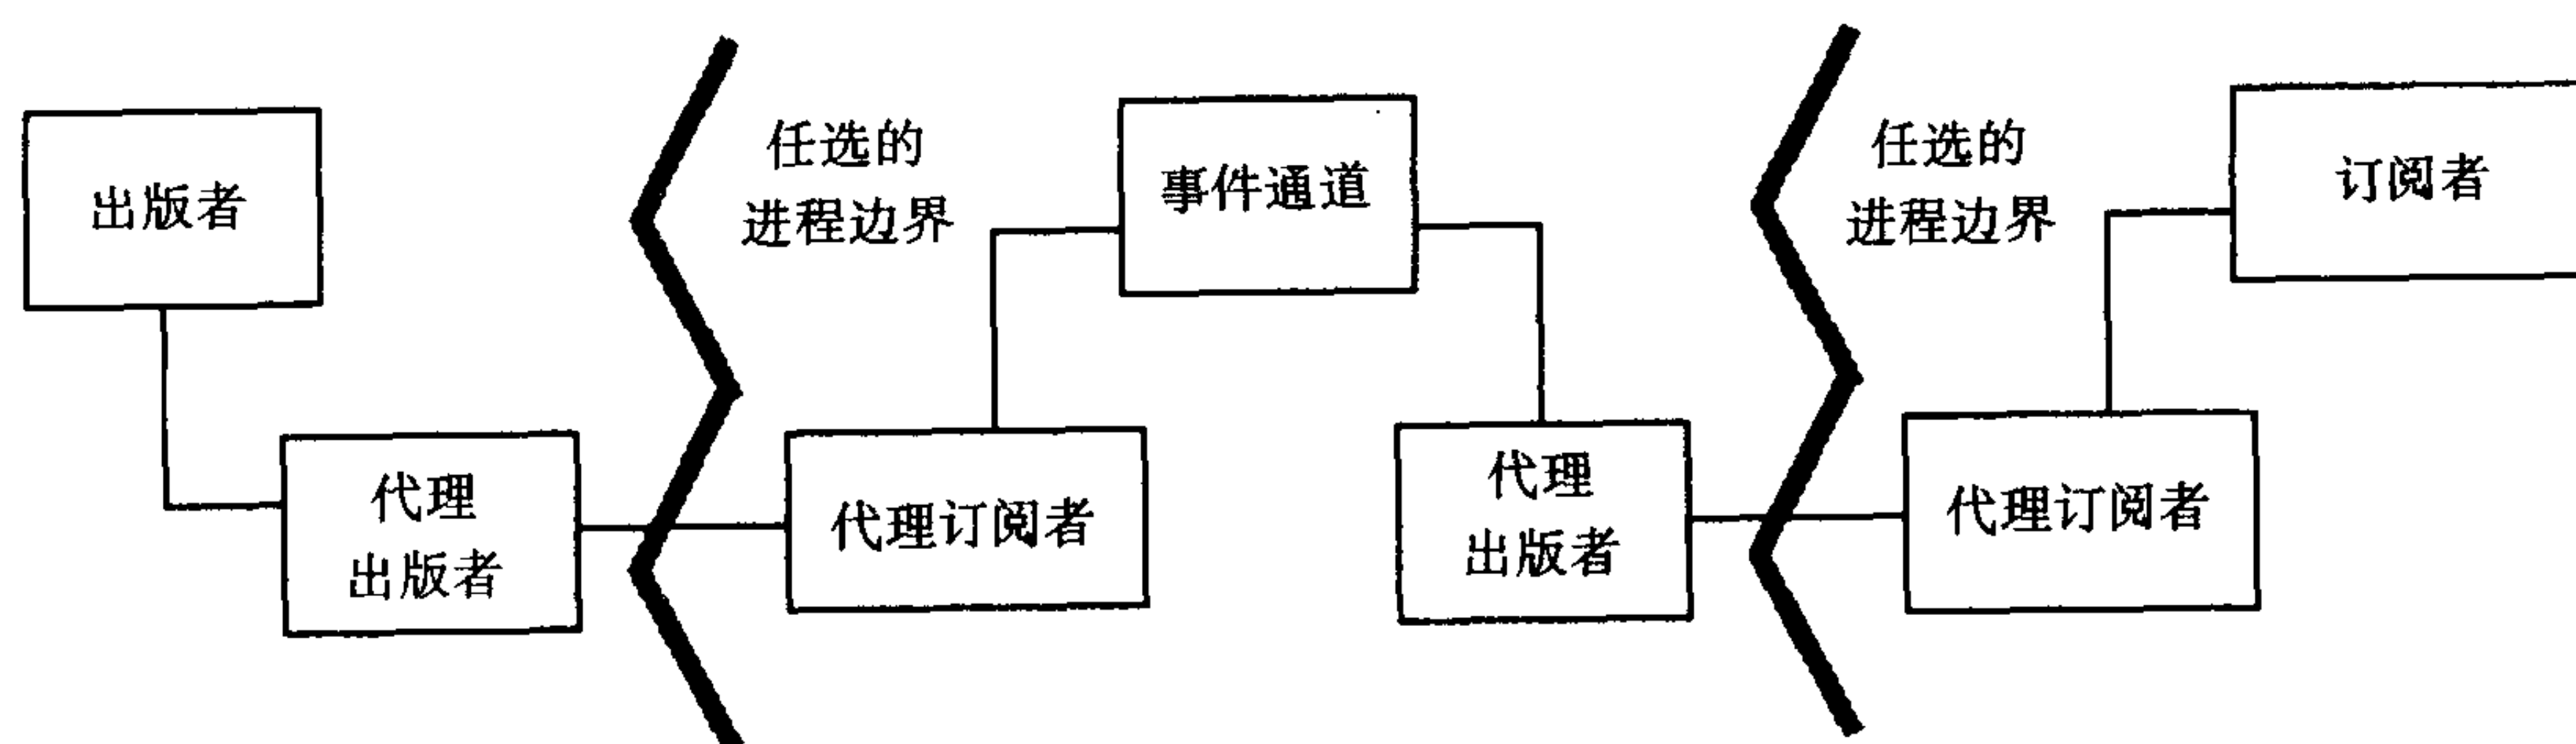 出版者
任选的
进程边界
事件通道
任选的
进程边界
订阅者
代理
出版者
代理订阅者
代理
出版者
代理订阅者